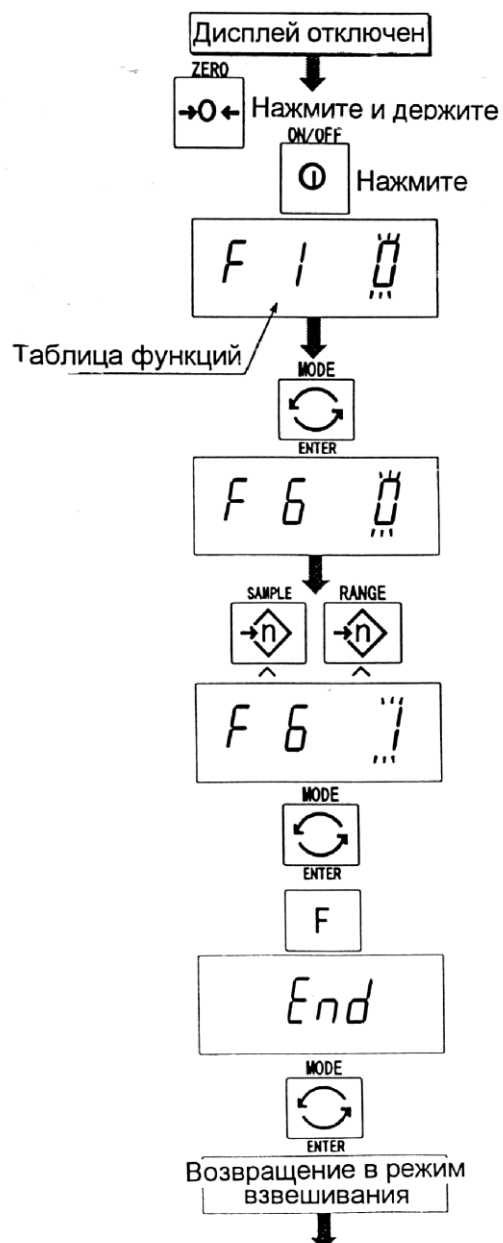 Дисплей отключен
ZERO
→0←
Нажмите и держите
ON/OFF
Нажмите
F 1 0
Таблица функций
MODE
ENTER
F 6 0
SAMPLE RANGE
n n
F 6 1
MODE
ENTER
F
End
MODE
ENTER
Возвращение в режим
взвешивания